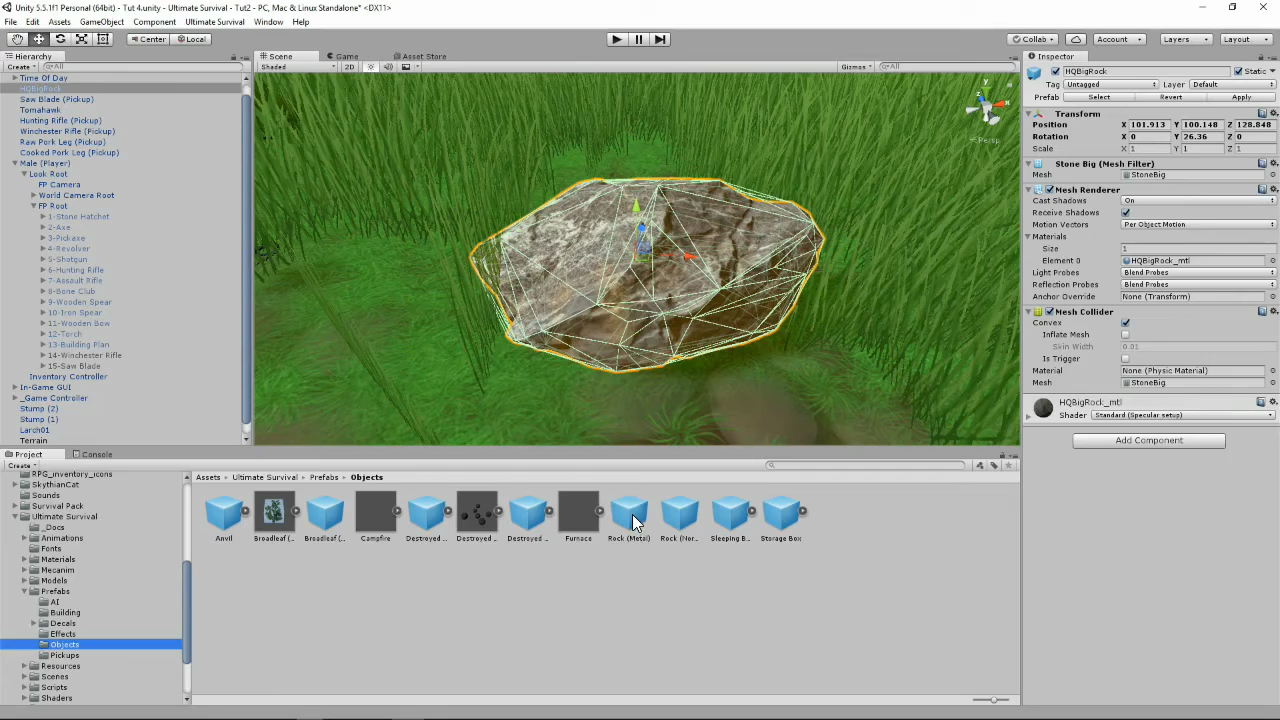 Unity 5.5.1f1 Personal (64bit) - Tut 4.unity - Ultimate Survival - Tut2 - PC, Mac & Linux Standalone* <DX11>
File Edit Assets GameObject Component Ultimate Survival Window Help
Center Local Collab Account Layers Layout
Hierarchy
Create All
Time Of Day
HQBigRock
Saw Blade (Pickup)
Tomahawk
Hunting Rifle (Pickup)
Winchester Rifle (Pickup)
Raw Pork Leg (Pickup)
Cooked Pork Leg (Pickup)
Male (Player)
Look Root
FP Camera
World Camera Root
FP Root
1-Stone Hatchet
2-Axe
3-Pickaxe
4-Revolver
5-Shotgun
6-Hunting Rifle
7-Assault Rifle
8-Bone Club
9-Wooden Spear
10-Iron Spear
11-Wooden Bow
12-Torch
13-Building Plan
14-Winchester Rifle
15-Saw Blade
Inventory Controller
In-Game GUI
_Game Controller
Stump (2)
Stump (1)
Larch01
Terrain
Scene Game Asset Store
Shaded 2D Gizmos All
y
x
z
Persp
Inspector
HQBigRock Static
Tag Untagged Layer Default
Prefab Select Revert Apply
Transform
Position X 101.913 Y 100.148 Z 128.848
Rotation X 0 Y 26.36 Z 0
Scale X 1 Y 1 Z 1
Stone Big (Mesh Filter)
Mesh StoneBig
Mesh Renderer
Cast Shadows On
Receive Shadows
Motion Vectors Per Object Motion
Materials
Size 1
Element 0 HQBigRock_mtl
Light Probes Blend Probes
Reflection Probes Blend Probes
Anchor Override None (Transform)
Mesh Collider
Convex
Inflate Mesh
Skin Width 0.01
Is Trigger
Material None (Physic Material)
Mesh StoneBig
HQBigRock_mtl
Shader Standard (Specular setup)
Add Component
Project Console
Create
RPG_inventory_icons
SkythianCat
Sounds
Survival Pack
Ultimate Survival
_Docs
Animations
Fonts
Materials
Mecanim
Models
Prefabs
AI
Building
Decals
Effects
Objects
Pickups
Resources
Scenes
Scripts
Shaders
Assets Ultimate Survival Prefabs Objects
Anvil Broadleaf (... Broadleaf (... Campfire Destroyed ... Destroyed ... Destroyed ... Furnace Rock (Metal) Rock (Nor... Sleeping B... Storage Box